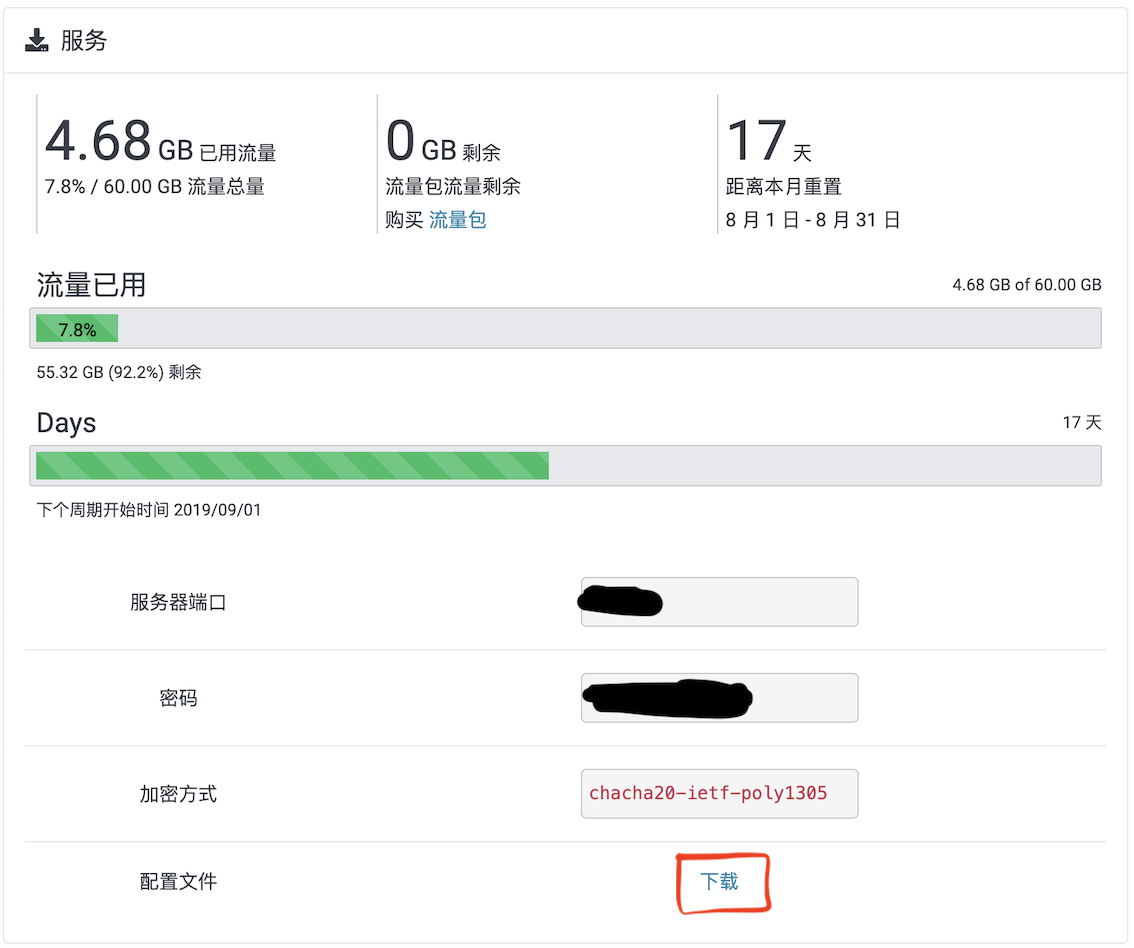 服务
4.68 GB 已用流量
7.8% / 60.00 GB 流量总量
0 GB 剩余
流量包流量剩余
购买 流量包
17 天
距离本月重置
8 月 1 日 - 8 月 31 日
流量已用
4.68 GB of 60.00 GB
7.8%
55.32 GB (92.2%) 剩余
Days
17 天
下个周期开始时间 2019/09/01
服务器端口
密码
加密方式
chacha20-ietf-poly1305
配置文件
下载